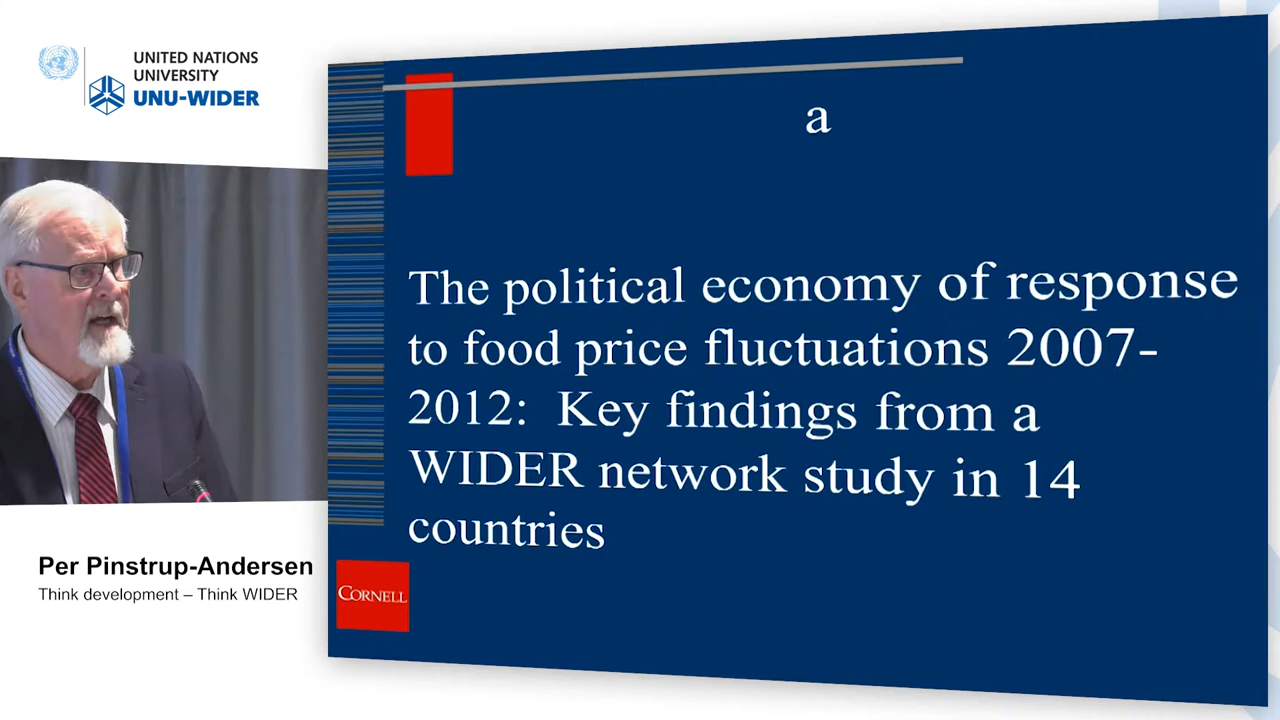 UNITED NATIONS
UNIVERSITY
UNU-WIDER
a
The political economy of response
to food price fluctuations 2007-
2012: Key findings from a
WIDER network study in 14
countries
CORNELL
Per Pinstrup-Andersen
Think development – Think WIDER